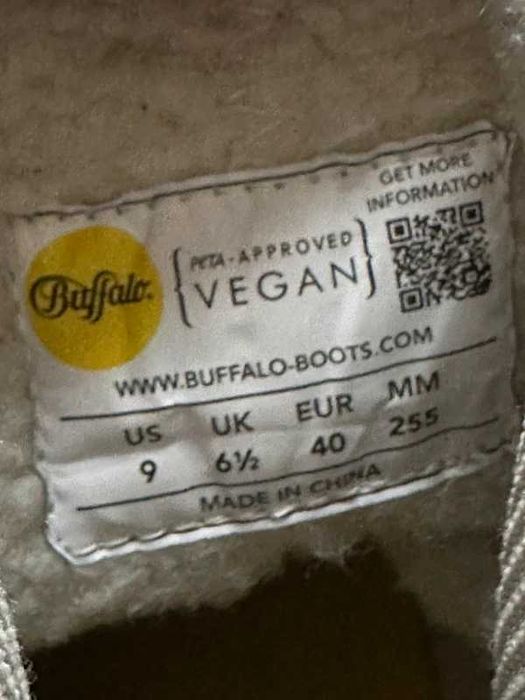 Buffalo.
PETA-APPROVED
VEGAN
GET MORE
INFORMATION
WWW.BUFFALO-BOOTS.COM
US UK EUR MM
9 6½ 40 255
MADE IN CHINA